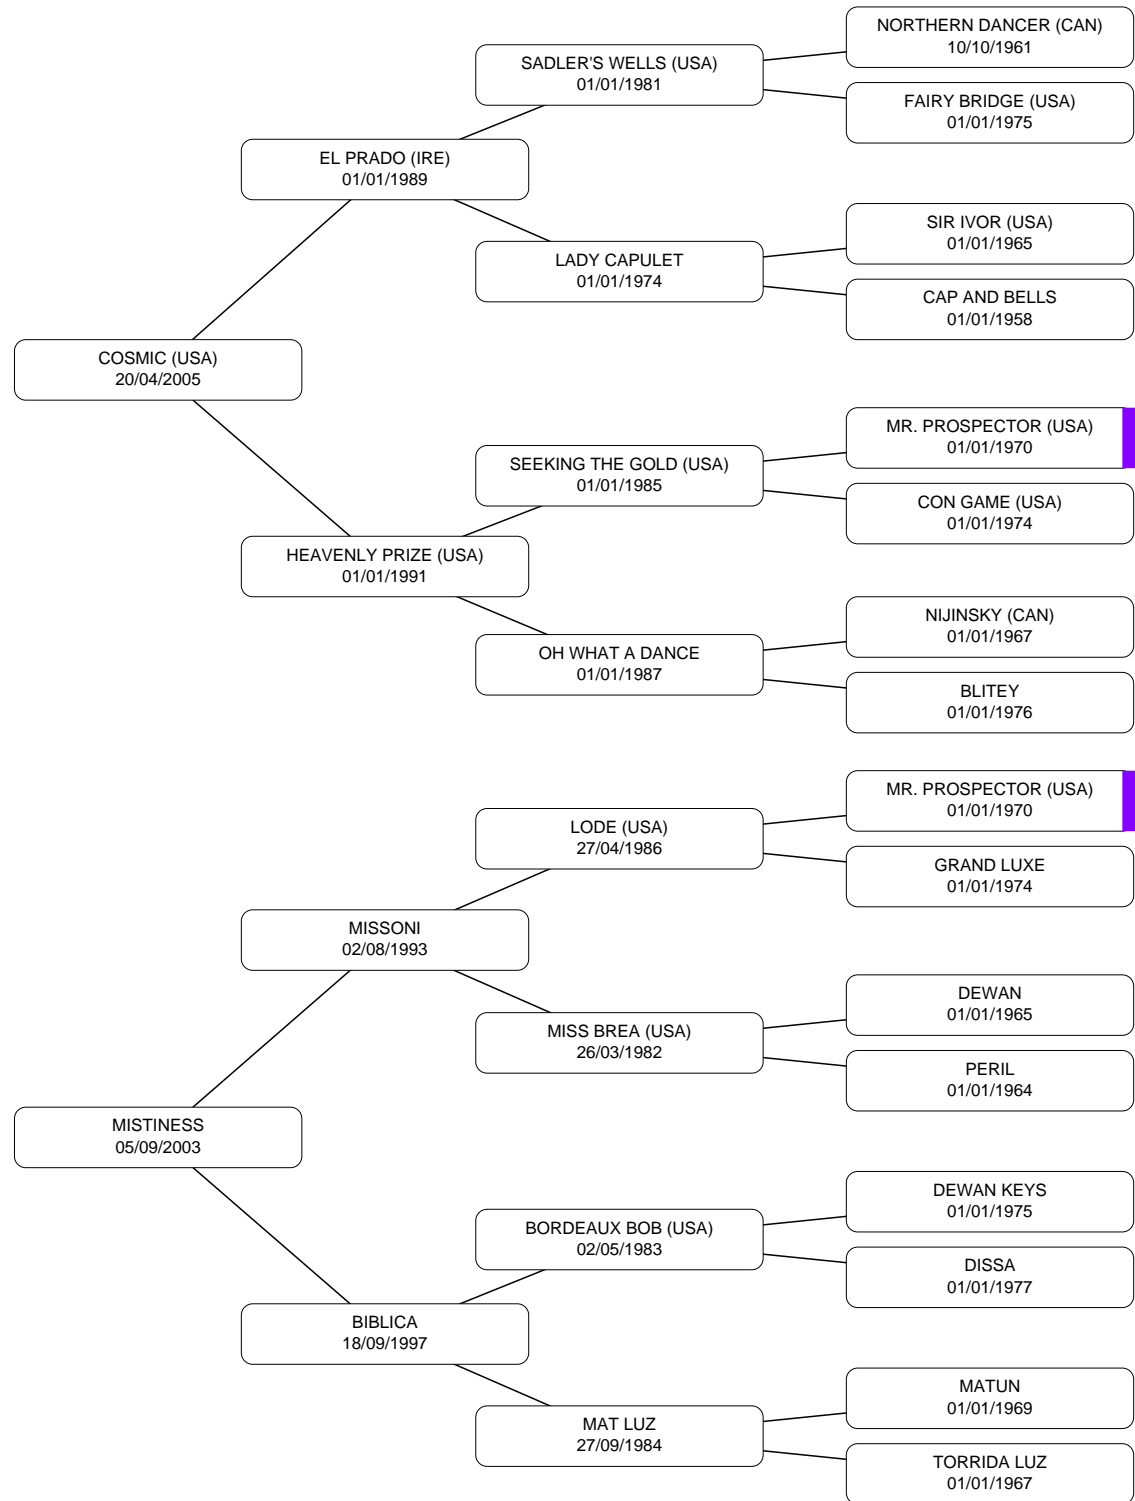 NORTHERN DANCER (CAN)
10/10/1961
SADLER'S WELLS (USA)
01/01/1981
FAIRY BRIDGE (USA)
01/01/1975
EL PRADO (IRE)
01/01/1989
SIR IVOR (USA)
01/01/1965
LADY CAPULET
01/01/1974
CAP AND BELLS
01/01/1958
COSMIC (USA)
20/04/2005
MR. PROSPECTOR (USA)
01/01/1970
SEEKING THE GOLD (USA)
01/01/1985
CON GAME (USA)
01/01/1974
HEAVENLY PRIZE (USA)
01/01/1991
NIJINSKY (CAN)
01/01/1967
OH WHAT A DANCE
01/01/1987
BLITEY
01/01/1976
MR. PROSPECTOR (USA)
01/01/1970
LODE (USA)
27/04/1986
GRAND LUXE
01/01/1974
MISSONI
02/08/1993
DEWAN
01/01/1965
MISS BREA (USA)
26/03/1982
PERIL
01/01/1964
MISTINESS
05/09/2003
DEWAN KEYS
01/01/1975
BORDEAUX BOB (USA)
02/05/1983
DISSA
01/01/1977
BIBLICA
18/09/1997
MATUN
01/01/1969
MAT LUZ
27/09/1984
TORRIDA LUZ
01/01/1967